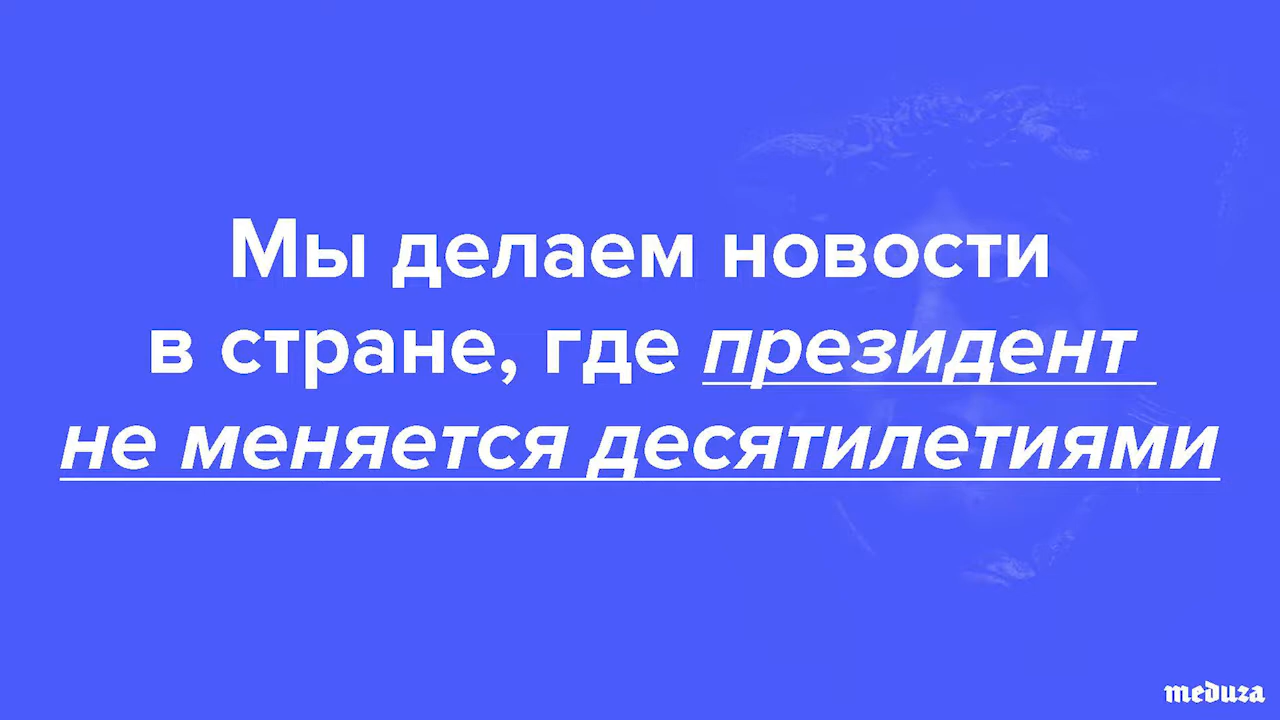 Мы делаем новости
в стране, где президент
не меняется десятилетиями
meduza